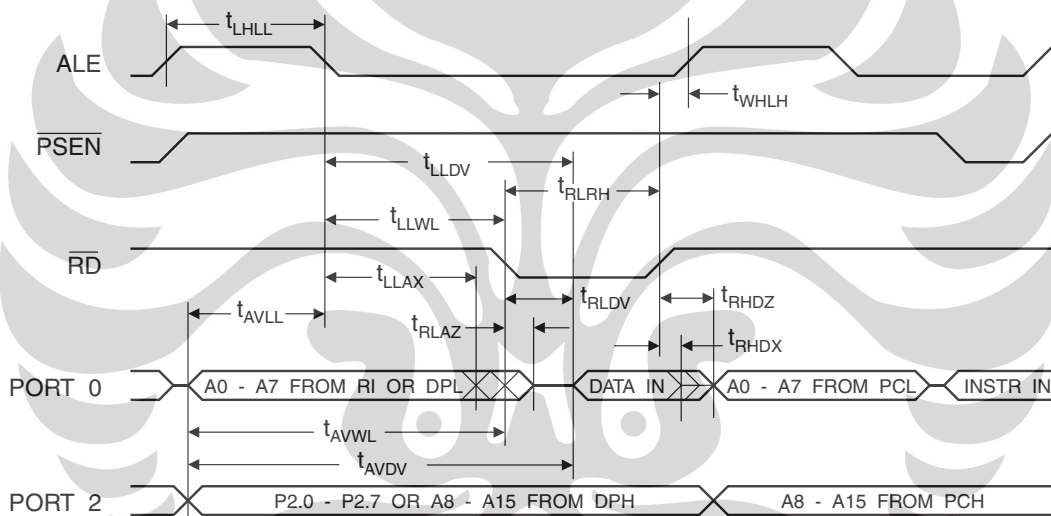 tLHLL
ALE
tWHLH
PSEN
tLLDV
tRLRH
tLLWL
RD
tLLAX
tRLDV
tRHDZ
tAVLL
tRLAZ
tRHDX
PORT 0
A0 - A7 FROM RI OR DPL
DATA IN
A0 - A7 FROM PCL
INSTR IN
tAVWL
tAVDV
PORT 2
P2.0 - P2.7 OR A8 - A15 FROM DPH
A8 - A15 FROM PCH